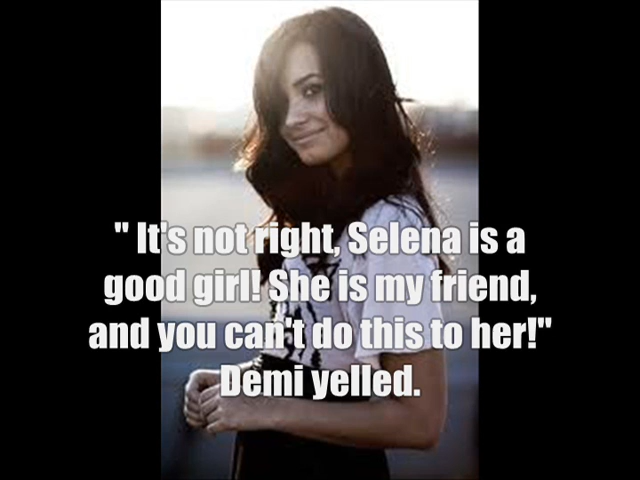 " It's not right, Selena is a
good girl! She is my friend,
and you can't do this to her!"
Demi yelled.